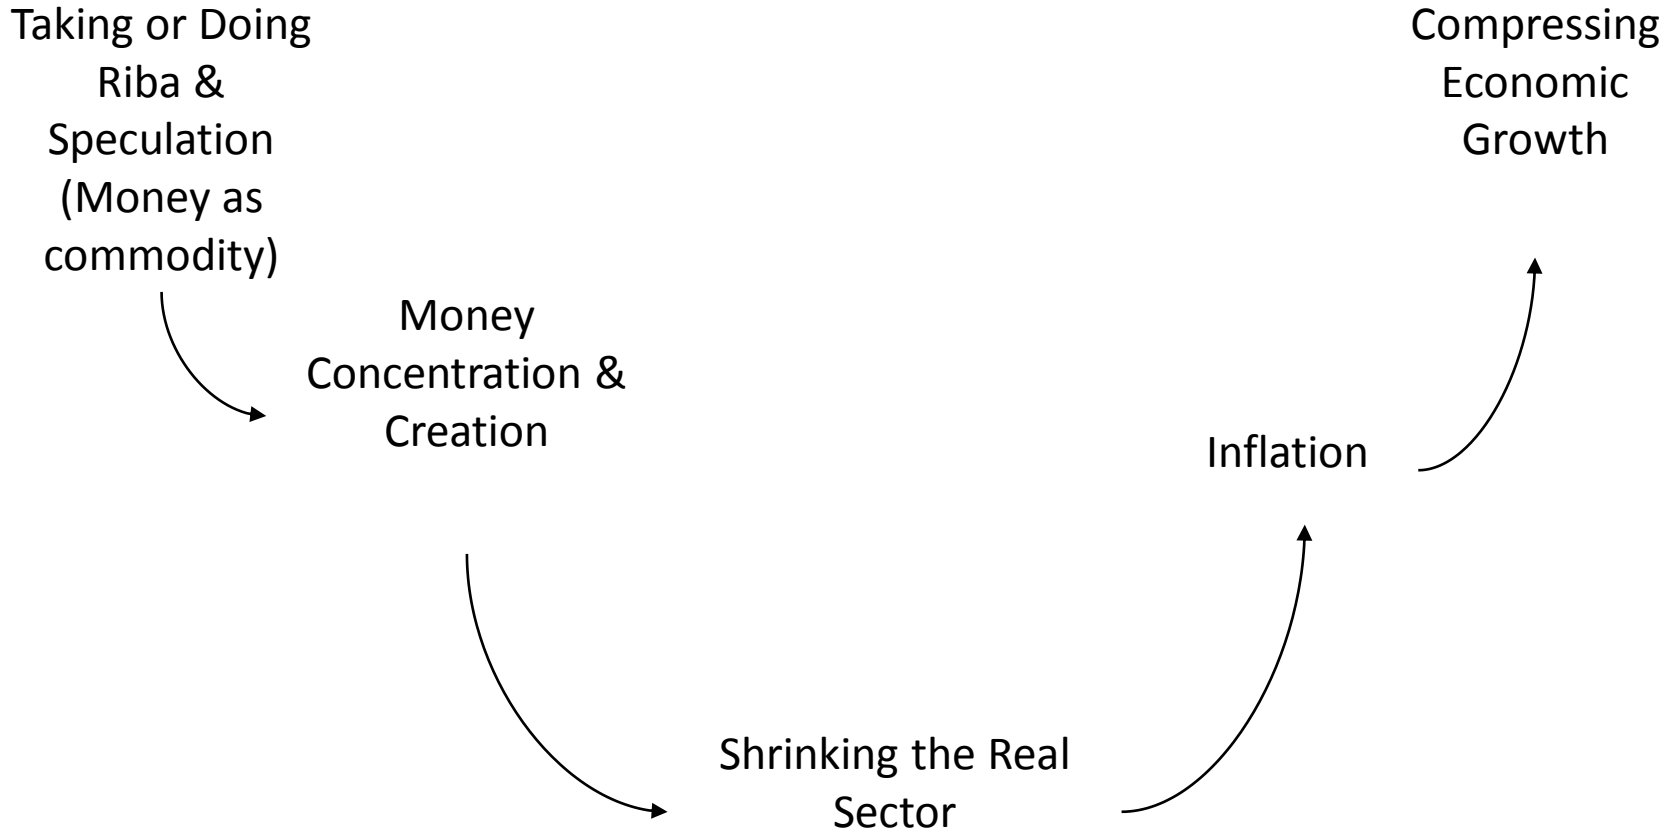 Taking or Doing
Riba &
Speculation
(Money as
commodity)
Money
Concentration &
Creation
Shrinking the Real
Sector
Inflation
Compressing
Economic
Growth